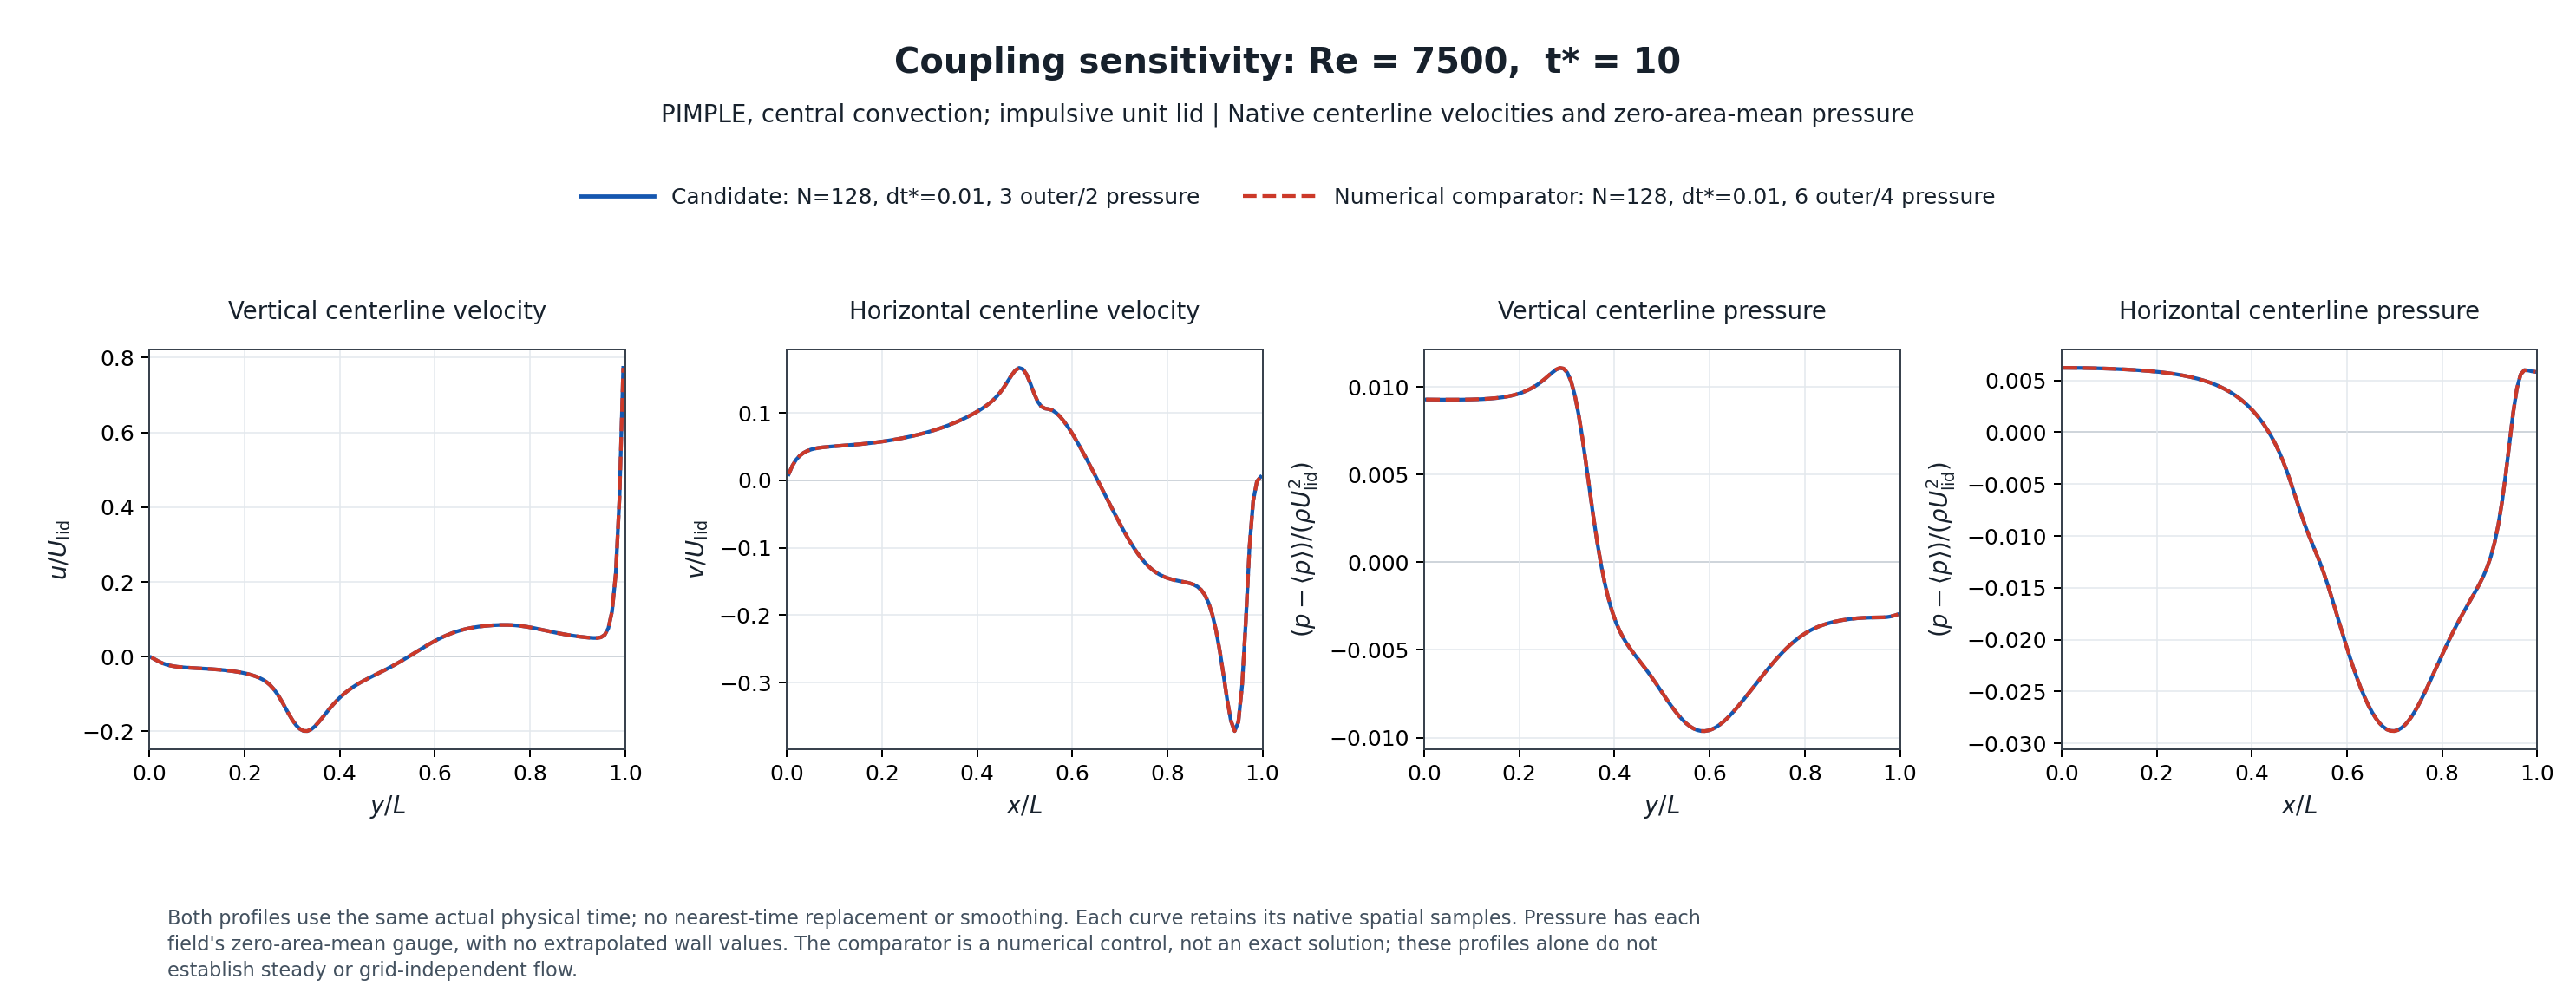 Coupling sensitivity: Re = 7500,  t* = 10
PIMPLE, central convection; impulsive unit lid | Native centerline velocities and zero-area-mean pressure
Candidate: N=128, dt*=0.01, 3 outer/2 pressure
Numerical comparator: N=128, dt*=0.01, 6 outer/4 pressure
Vertical centerline velocity
u/U_lid
0.8
0.6
0.4
0.2
0.0
−0.2
0.0 0.2 0.4 0.6 0.8 1.0
y/L
Horizontal centerline velocity
v/U_lid
0.1
0.0
−0.1
−0.2
−0.3
0.0 0.2 0.4 0.6 0.8 1.0
x/L
Vertical centerline pressure
(p − ⟨p⟩)/(ρU²_lid)
0.010
0.005
0.000
−0.005
−0.010
0.0 0.2 0.4 0.6 0.8 1.0
y/L
Horizontal centerline pressure
(p − ⟨p⟩)/(ρU²_lid)
0.005
0.000
−0.005
−0.010
−0.015
−0.020
−0.025
−0.030
0.0 0.2 0.4 0.6 0.8 1.0
x/L
Both profiles use the same actual physical time; no nearest-time replacement or smoothing. Each curve retains its native spatial samples. Pressure has each
field's zero-area-mean gauge, with no extrapolated wall values. The comparator is a numerical control, not an exact solution; these profiles alone do not
establish steady or grid-independent flow.